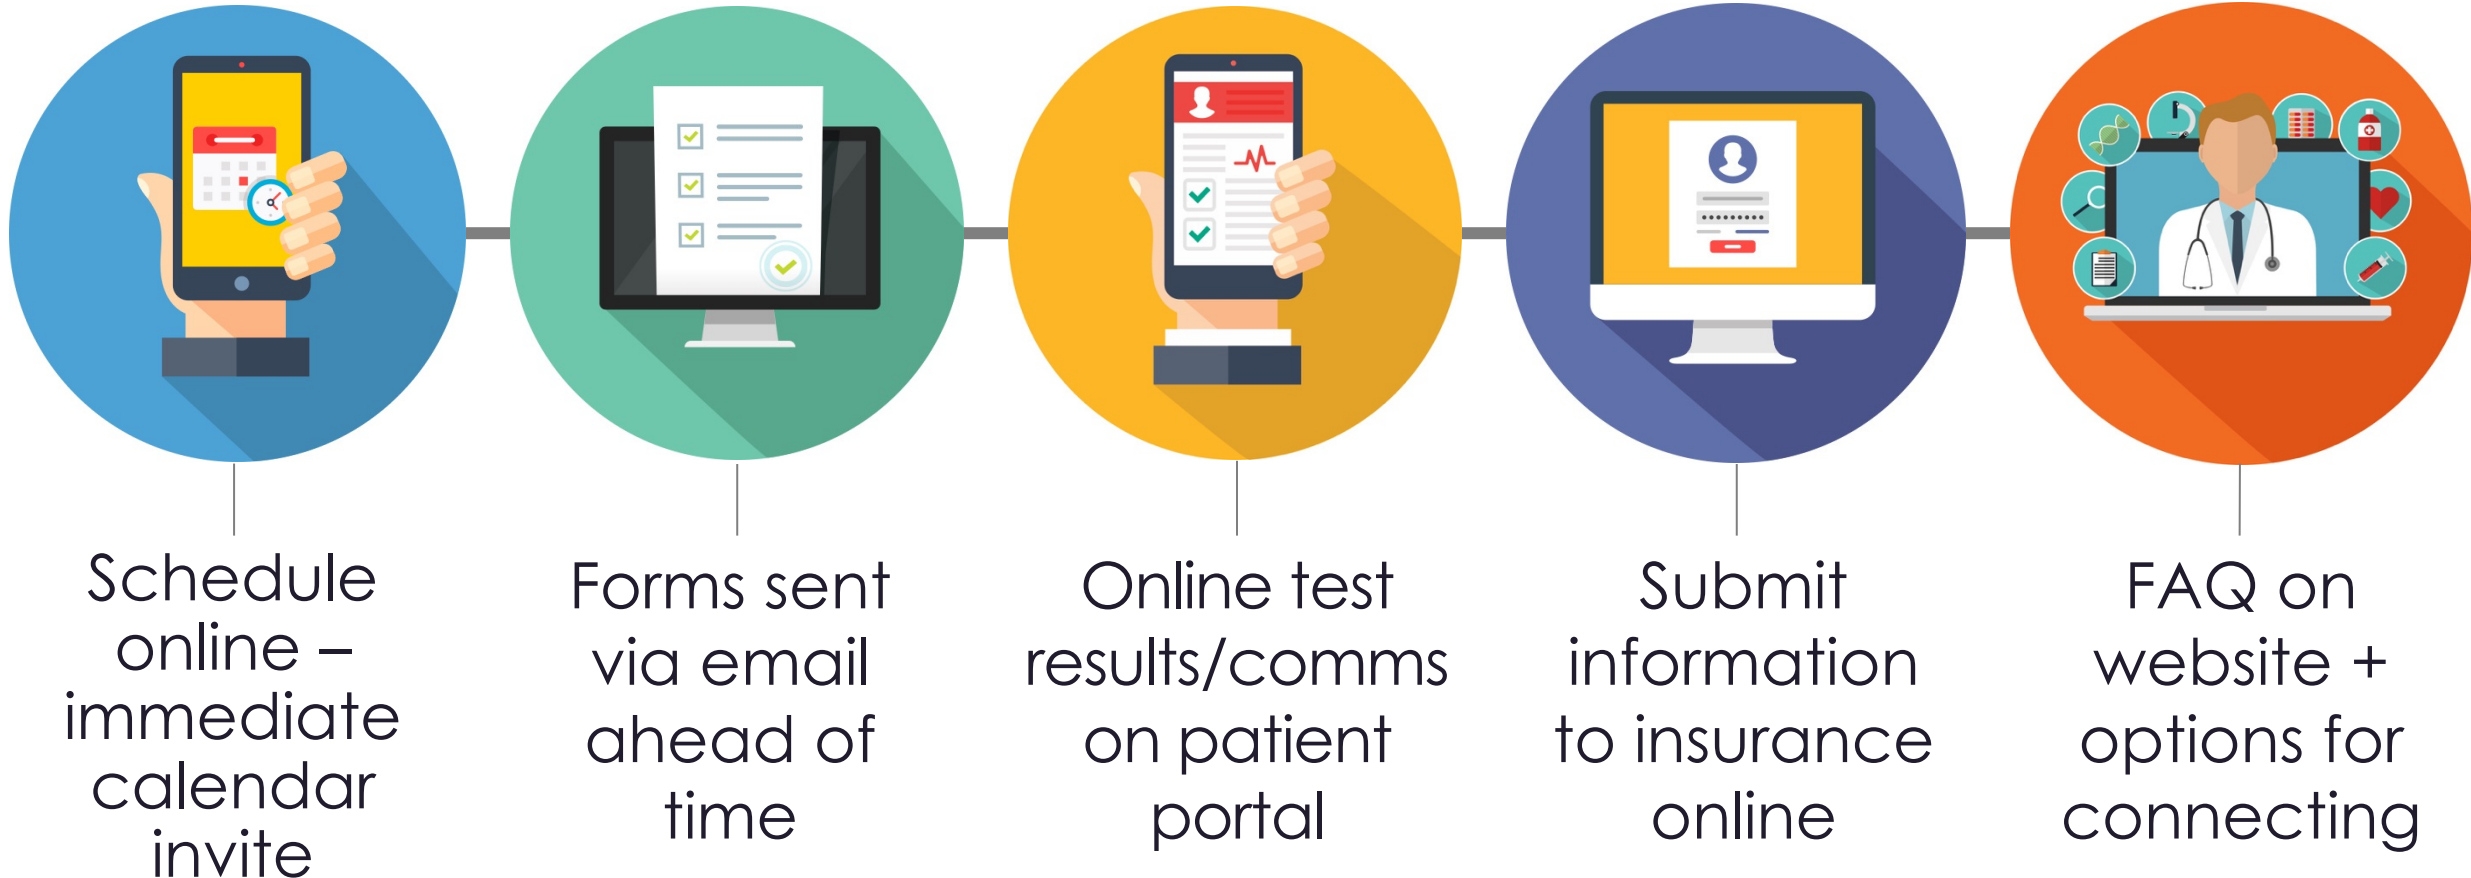 Schedule
online –
immediate
calendar
invite
Forms sent
via email
ahead of
time
Online test
results/comms
on patient
portal
Submit
information
to insurance
online
FAQ on
website +
options for
connecting